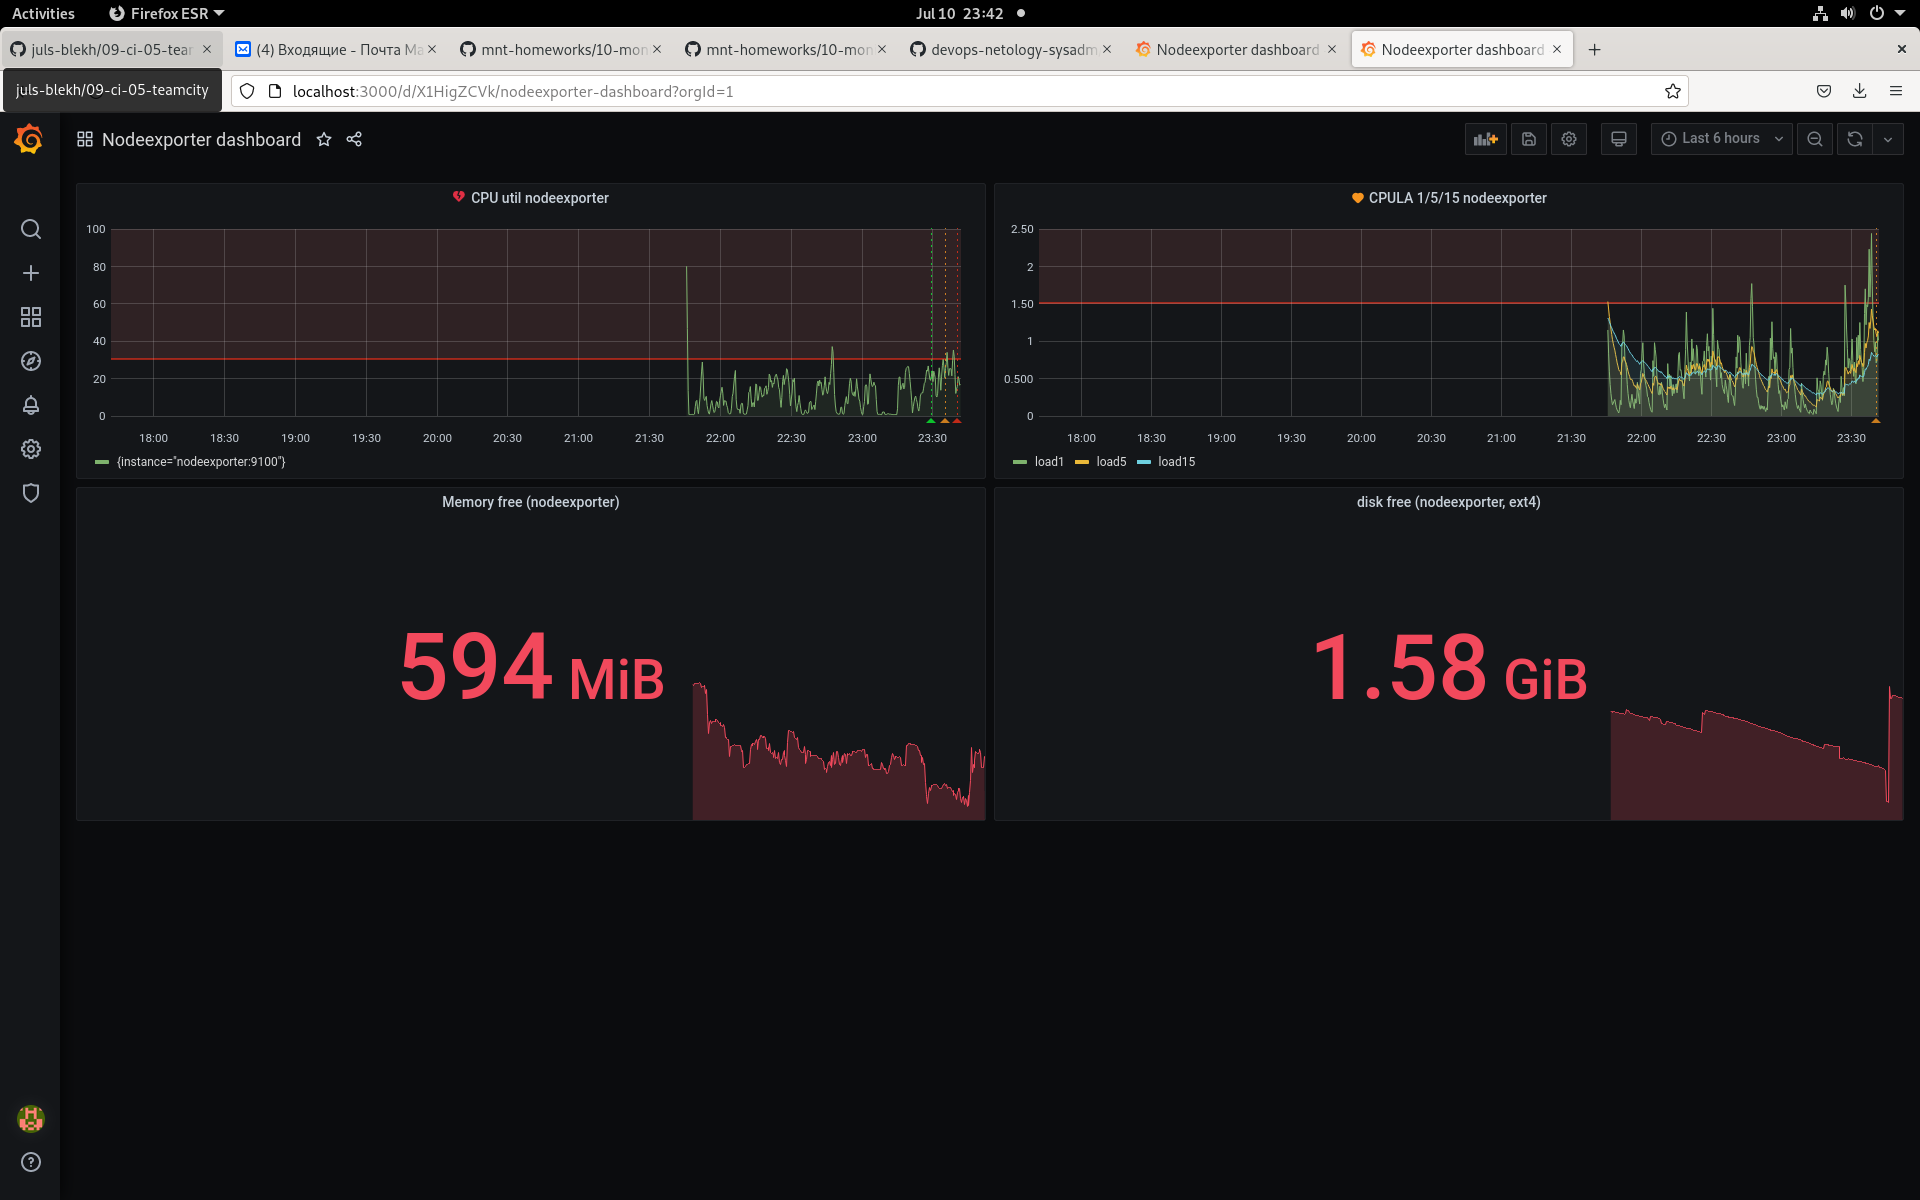 Activities Firefox ESR Jul 10 23:42
juls-blekh/09-ci-05-tear (4) Входящие - Почта Ma mnt-homeworks/10-mon mnt-homeworks/10-mon devops-netology-sysadm Nodeexporter dashboard Nodeexporter dashboard
juls-blekh/09-ci-05-teamcity localhost:3000/d/X1HigZCVk/nodeexporter-dashboard?orgId=1
Nodeexporter dashboard Last 6 hours
CPU util nodeexporter
100
80
60
40
20
0
18:00 18:30 19:00 19:30 20:00 20:30 21:00 21:30 22:00 22:30 23:00 23:30
{instance="nodeexporter:9100"}
CPULA 1/5/15 nodeexporter
2.50
2
1.50
1
0.500
0
18:00 18:30 19:00 19:30 20:00 20:30 21:00 21:30 22:00 22:30 23:00 23:30
load1 load5 load15
Memory free (nodeexporter)
594 MiB
disk free (nodeexporter, ext4)
1.58 GiB